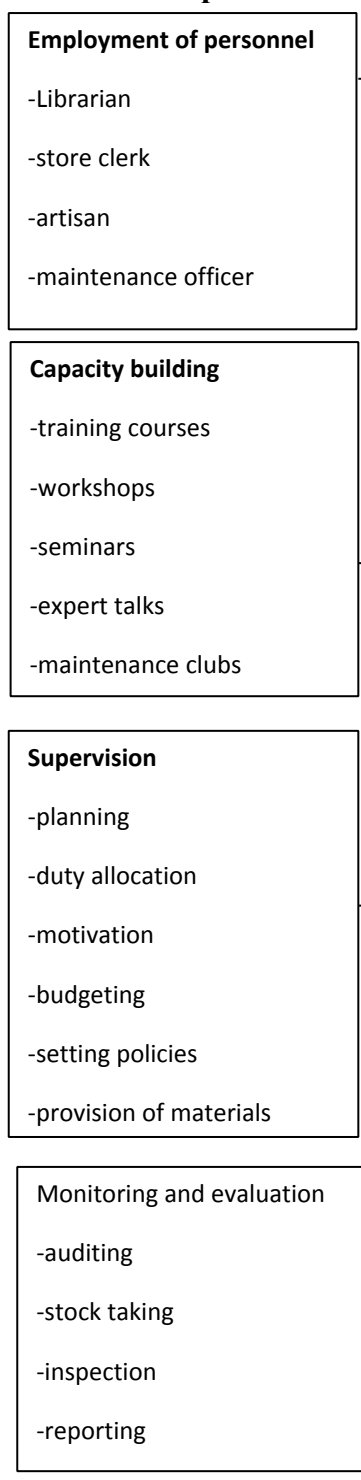 Employment of personnel
-Librarian
-store clerk
-artisan
-maintenance officer
Capacity building
-training courses
-workshops
-seminars
-expert talks
-maintenance clubs
Supervision
-planning
-duty allocation
-motivation
-budgeting
-setting policies
-provision of materials
Monitoring and evaluation
-auditing
-stock taking
-inspection
-reporting